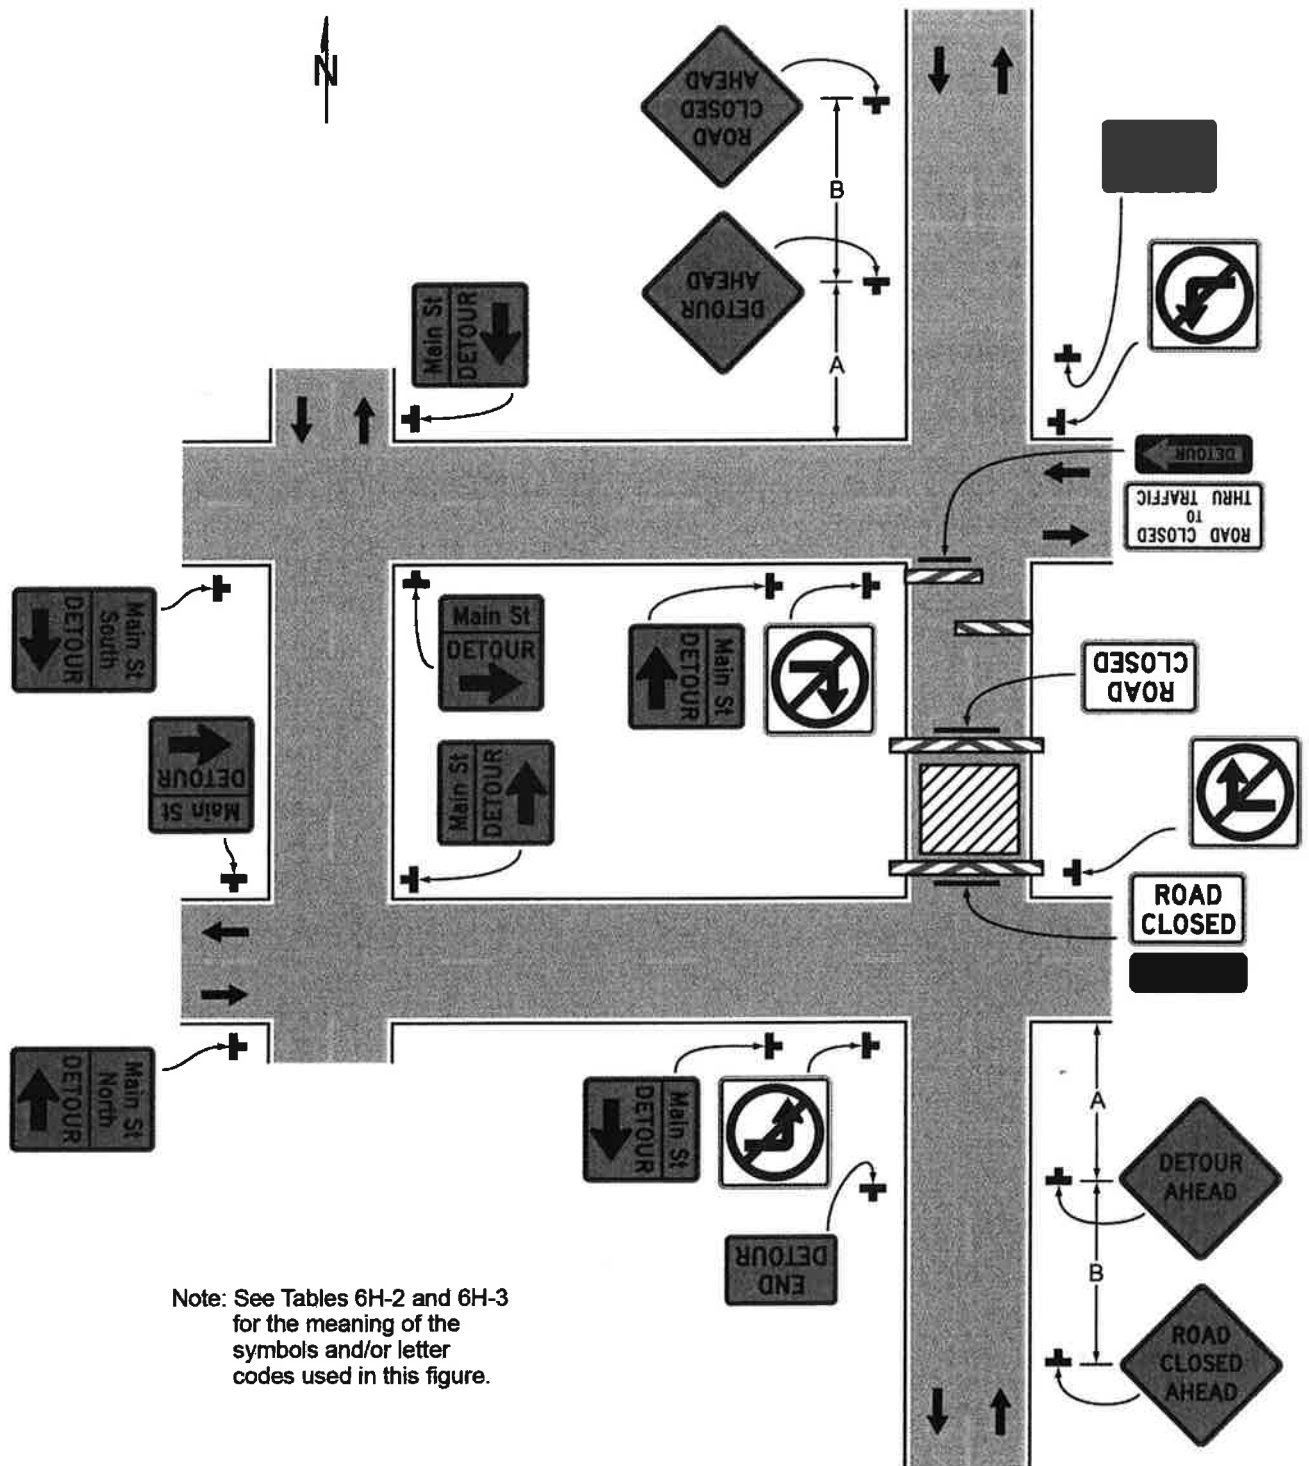 N
ROAD
CLOSED
AHEAD
B
DETOUR
AHEAD
A
Main St
DETOUR
DETOUR
ROAD CLOSED
TO
THRU TRAFFIC
Main St
South
DETOUR
Main St
DETOUR
Main St
DETOUR
ROAD
CLOSED
Main St
DETOUR
Main St
DETOUR
ROAD
CLOSED
Main St
North
DETOUR
Main St
DETOUR
A
DETOUR
AHEAD
END
DETOUR
B
ROAD
CLOSED
AHEAD
Note: See Tables 6H-2 and 6H-3
for the meaning of the
symbols and/or letter
codes used in this figure.